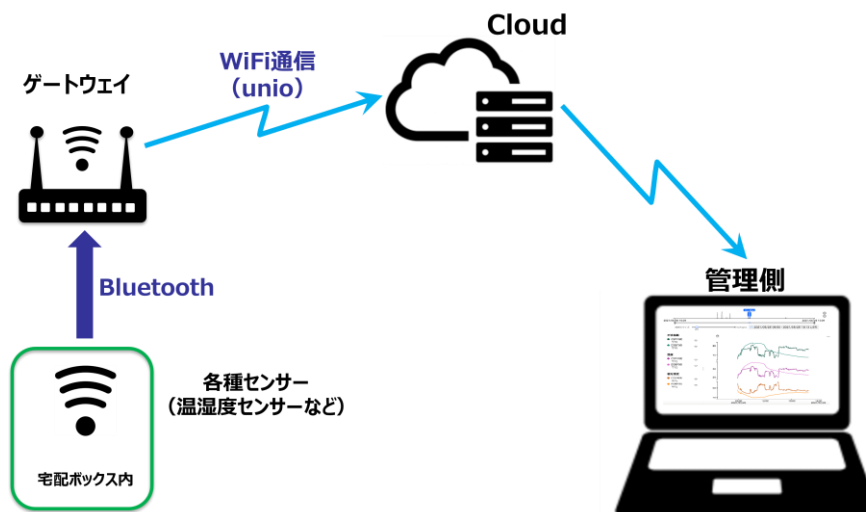 Cloud
WiFi通信
（unio）
ゲートウェイ
Bluetooth
管理側
各種センサー
（温湿度センサーなど）
宅配ボックス内